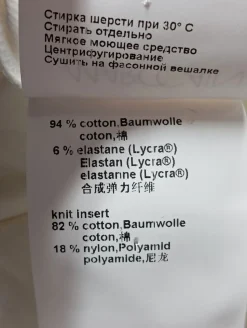 Стирка шерсти при 30° С
Стирать отдельно
Мягкое моющее средство
Центрифугирование
Сушить на фасонной вешалке
94 % cotton,Baumwolle
coton,棉
6 % elastane (Lycra®)
Elastan (Lycra®)
elastanne (Lycra®)
合成弹力纤维
knit insert
82 % cotton,Baumwolle
coton,棉
18 % nylon,Polyamid
polyamide,尼龙